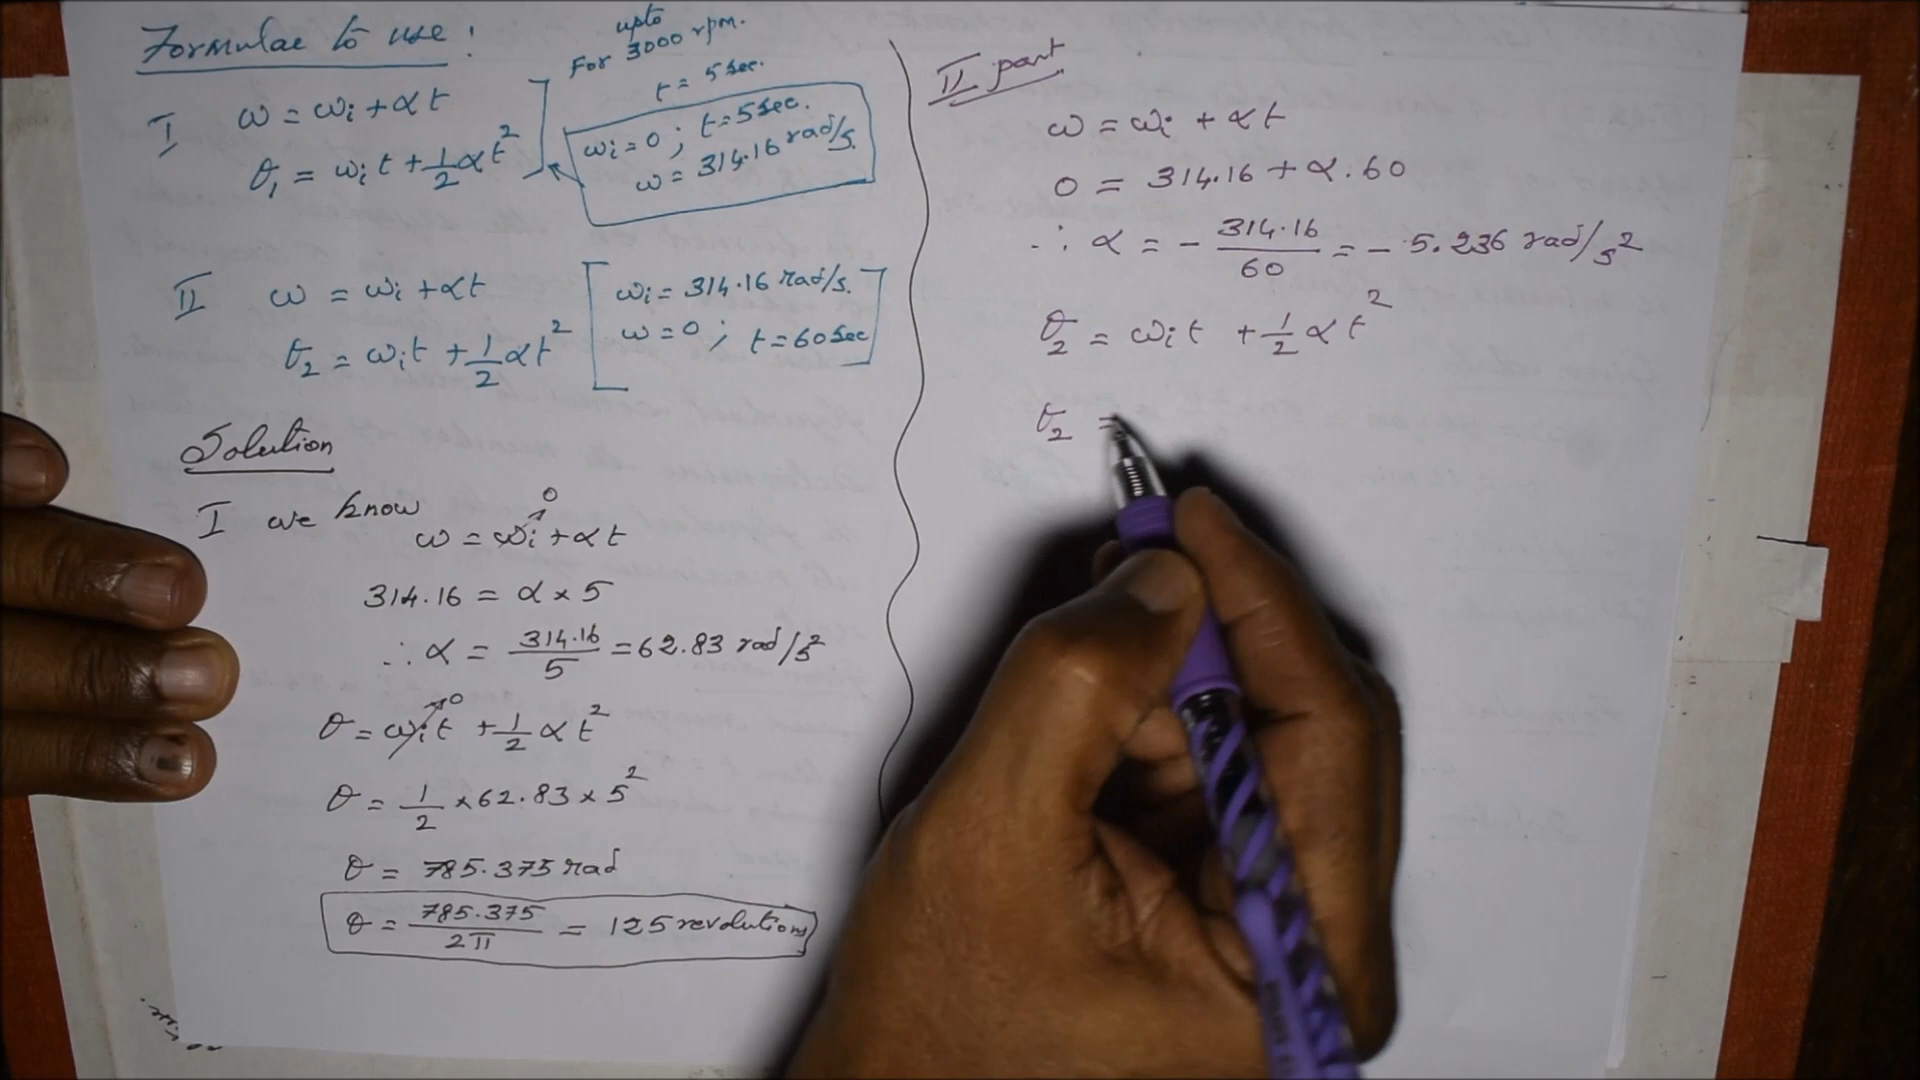 Formulae to use :
upto
For 3000 rpm.
t = 5 sec.
I ω = ωi + αt
θ1 = ωi t + 1/2 αt²
ωi = 0 ; t = 5 sec.
ω = 314.16 rad/s.
II ω = ωi + αt
θ2 = ωi t + 1/2 αt²
ωi = 314.16 rad/s.
ω = 0 ; t = 60 sec
Solution
I we know
ω = ωi→0 + αt
314.16 = α × 5
∴ α = 314.16/5 = 62.83 rad/s²
θ = ωi t→0 + 1/2 αt²
θ = 1/2 × 62.83 × 5²
θ = 785.375 rad
θ = 785.375/2π = 125 revolutions
II part
ω = ωi + αt
0 = 314.16 + α.60
∴ α = - 314.16/60 = - 5.236 rad/s²
θ2 = ωi t + 1/2 αt²
θ2 =